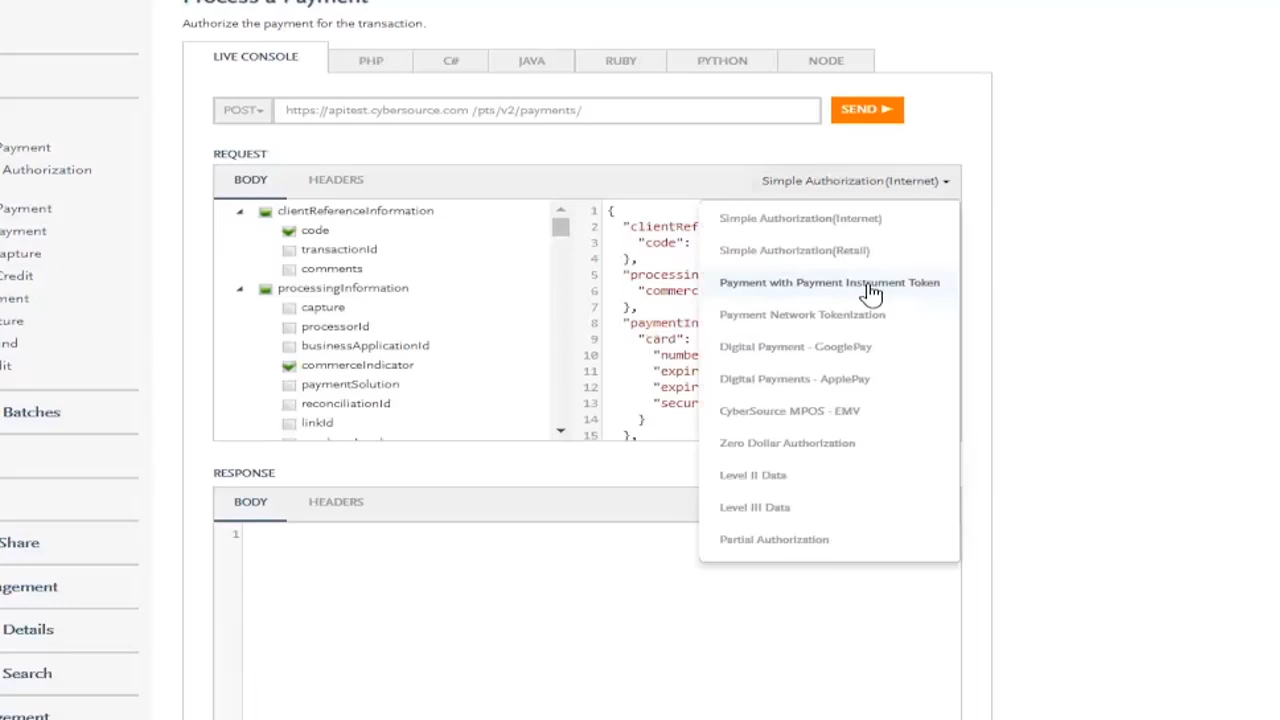 Process a Payment
Authorize the payment for the transaction.
LIVE CONSOLE
PHP
C#
JAVA
RUBY
PYTHON
NODE
POST
https://apitest.cybersource.com /pts/v2/payments/
SEND
REQUEST
BODY
HEADERS
Simple Authorization(Internet)
clientReferenceInformation
code
transactionId
comments
processingInformation
capture
processorId
businessApplicationId
commerceIndicator
paymentSolution
reconciliationId
linkId
1 {
2 "clientRef
3 "code":
4 },
5 "processin
6 "commerc
7 },
8 "paymentIn
9 "card":
10 "numbe
11 "expir
12 "expir
13 "secur
14 }
15 },
Simple Authorization(Internet)
Simple Authorization(Retail)
Payment with Payment Instrument Token
Payment Network Tokenization
Digital Payment - GooglePay
Digital Payments - ApplePay
CyberSource MPOS - EMV
Zero Dollar Authorization
Level II Data
Level III Data
Partial Authorization
RESPONSE
BODY
HEADERS
1
Payment
Authorization
Payment
ayment
apture
Credit
ment
ure
nd
it
Batches
Share
gement
Details
Search
gement